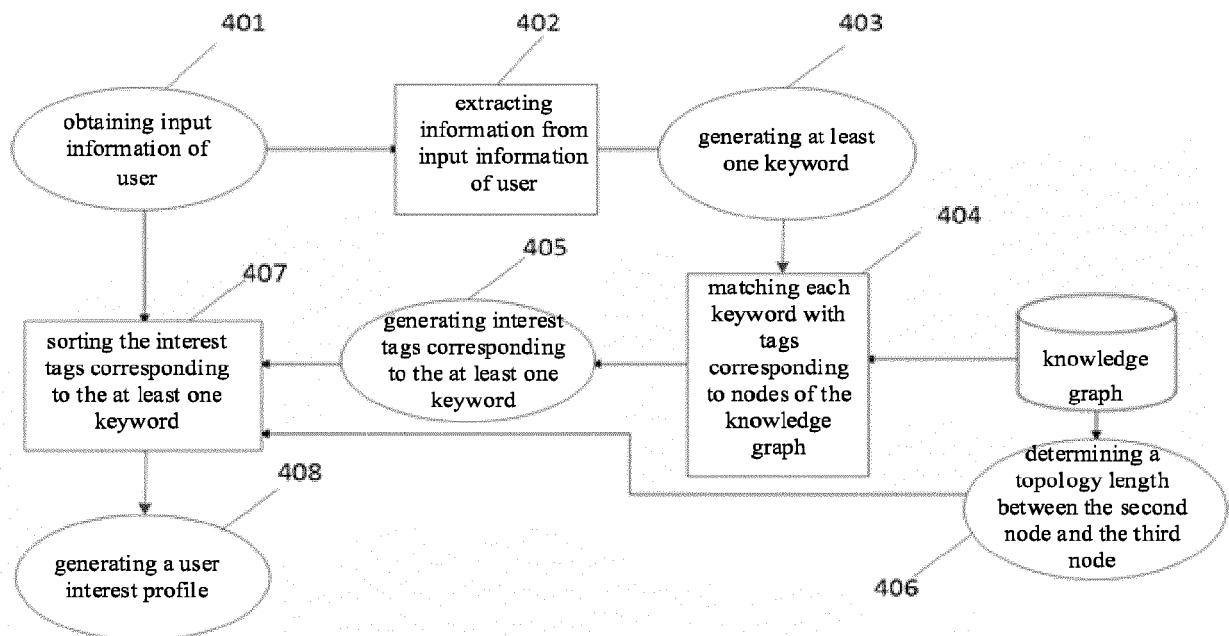 401
402
403
obtaining input
information of
user
extracting
information from
input information
of user
generating at least
one keyword
404
405
407
matching each
keyword with
tags
corresponding
to nodes of the
knowledge
graph
generating interest
tags corresponding
to the at least one
keyword
sorting the interest
tags corresponding
to the at least one
keyword
knowledge
graph
determining a
topology length
between the second
node and the third
node
406
408
generating a user
interest profile